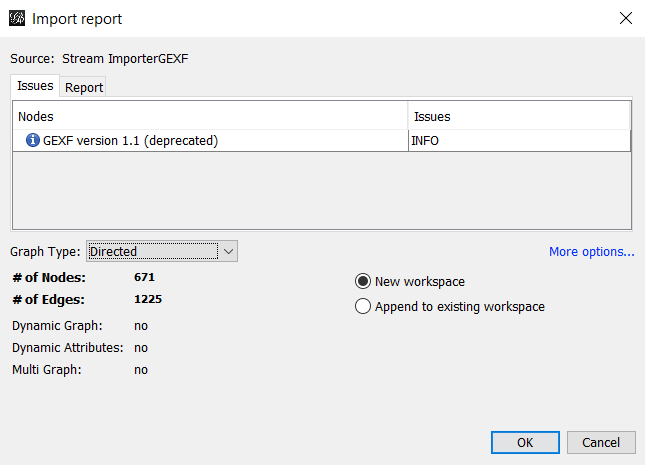 Import report
Source: Stream ImporterGEXF
Issues Report
Nodes Issues
GEXF version 1.1 (deprecated) INFO
Graph Type: Directed More options...
# of Nodes: 671 New workspace
# of Edges: 1225 Append to existing workspace
Dynamic Graph: no
Dynamic Attributes: no
Multi Graph: no
OK Cancel